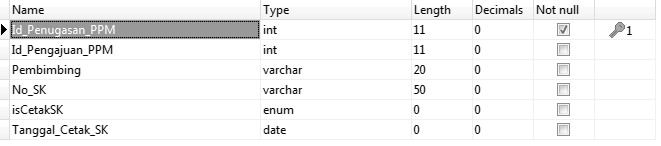 Name Type Length Decimals Not null
Id_Penugasan_PPM int 11 0 1
Id_Pengajuan_PPM int 11 0
Pembimbing varchar 20 0
No_SK varchar 50 0
isCetakSK enum 0 0
Tanggal_Cetak_SK date 0 0